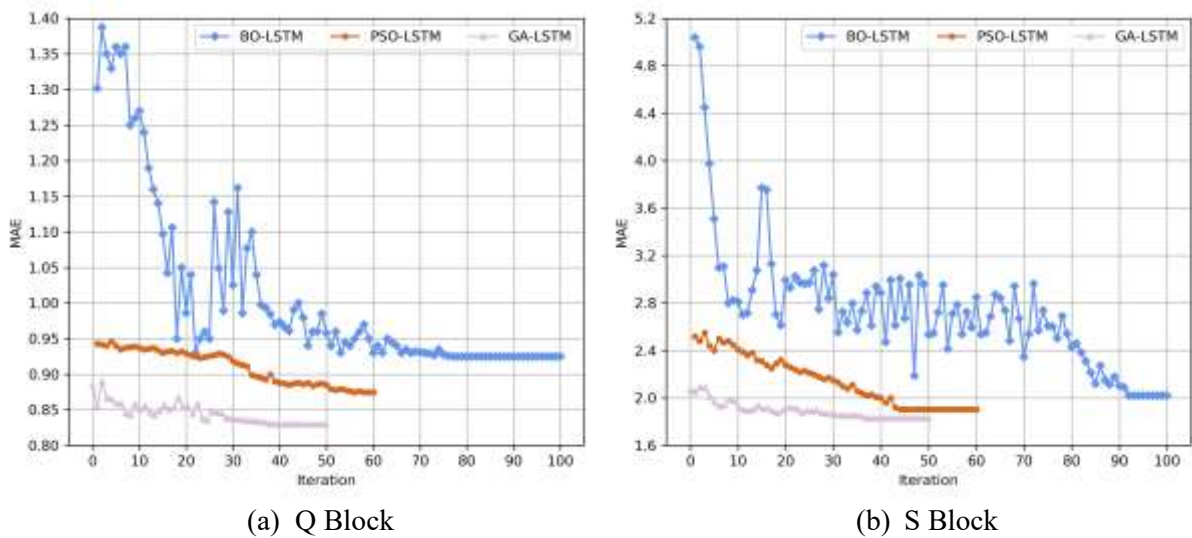 BO-LSTM PSO-LSTM GA-LSTM
1.40
1.35
1.30
1.25
1.20
1.15
1.10
1.05
1.00
0.95
0.90
0.85
0.80
MAE
0 10 20 30 40 50 60 70 80 90 100
Iteration
(a) Q Block
BO-LSTM PSO-LSTM GA-LSTM
5.2
4.8
4.4
4.0
3.6
3.2
2.8
2.4
2.0
1.6
MAE
0 10 20 30 40 50 60 70 80 90 100
Iteration
(b) S Block